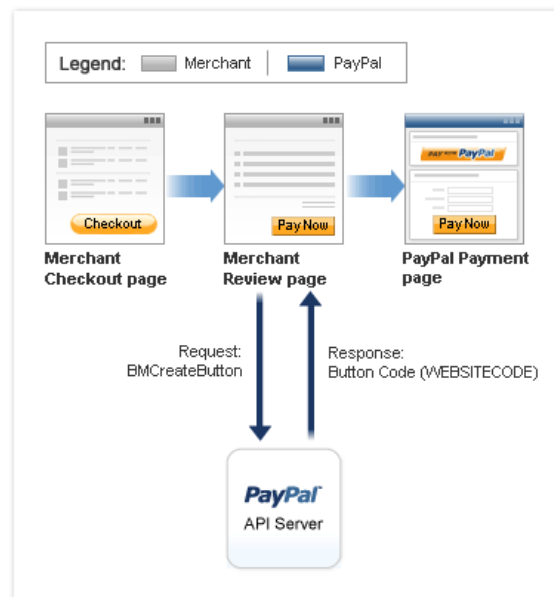 Legend: Merchant PayPal
Checkout
Pay Now
PayPal
Pay Now
Merchant
Checkout page
Merchant
Review page
PayPal Payment
page
Request:
BMCreateButton
Response:
Button Code (WEBSITECODE)
PayPal
API Server